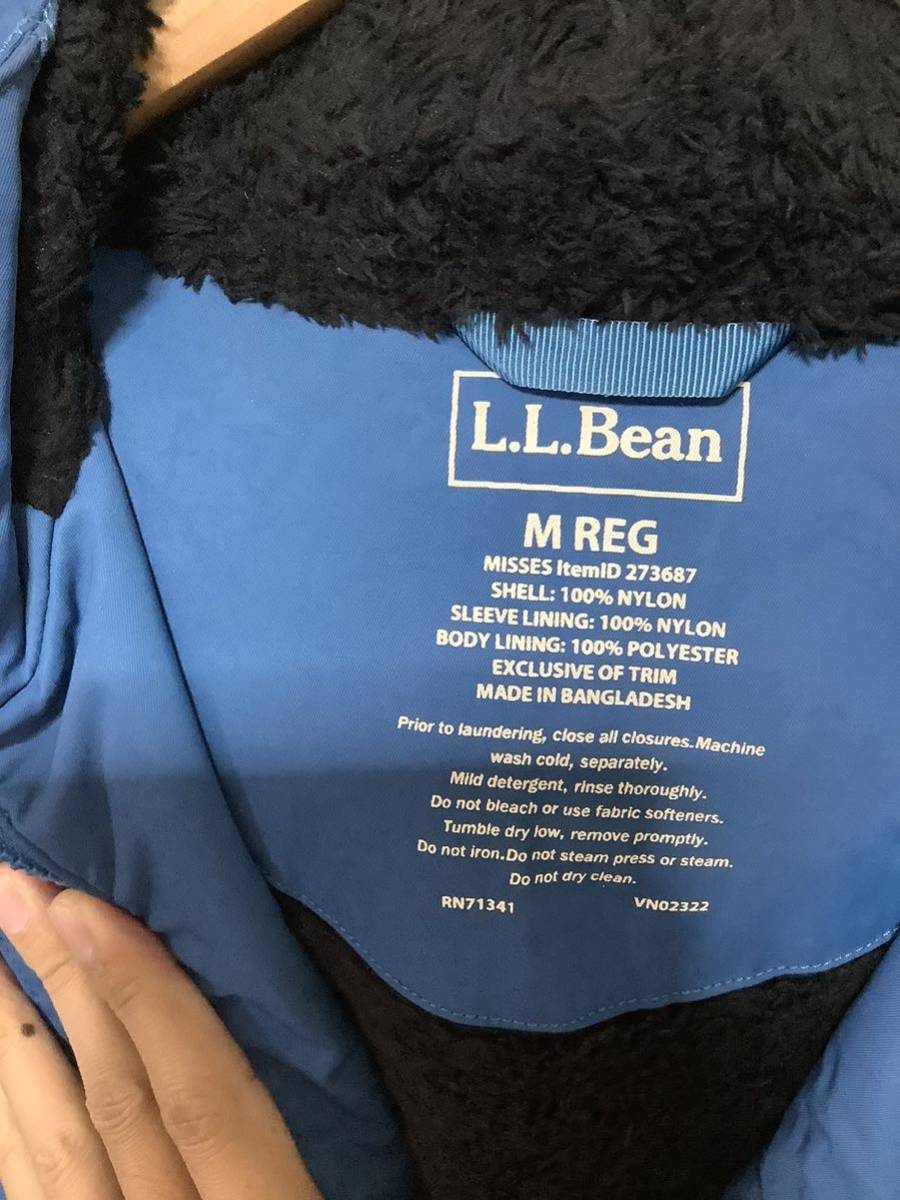 L.L.Bean
M REG
MISSES ItemID 273687
SHELL: 100% NYLON
SLEEVE LINING: 100% NYLON
BODY LINING: 100% POLYESTER
EXCLUSIVE OF TRIM
MADE IN BANGLADESH
Prior to laundering, close all closures.Machine
wash cold, separately.
Mild detergent, rinse thoroughly.
Do not bleach or use fabric softeners.
Tumble dry low, remove promptly.
Do not iron.Do not steam press or steam.
Do not dry clean.
RN71341 VN02322